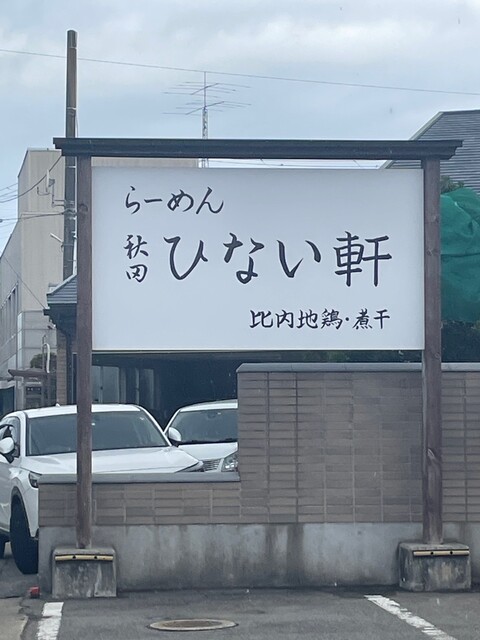 らーめん
秋田
ひない軒
比内地鶏・煮干